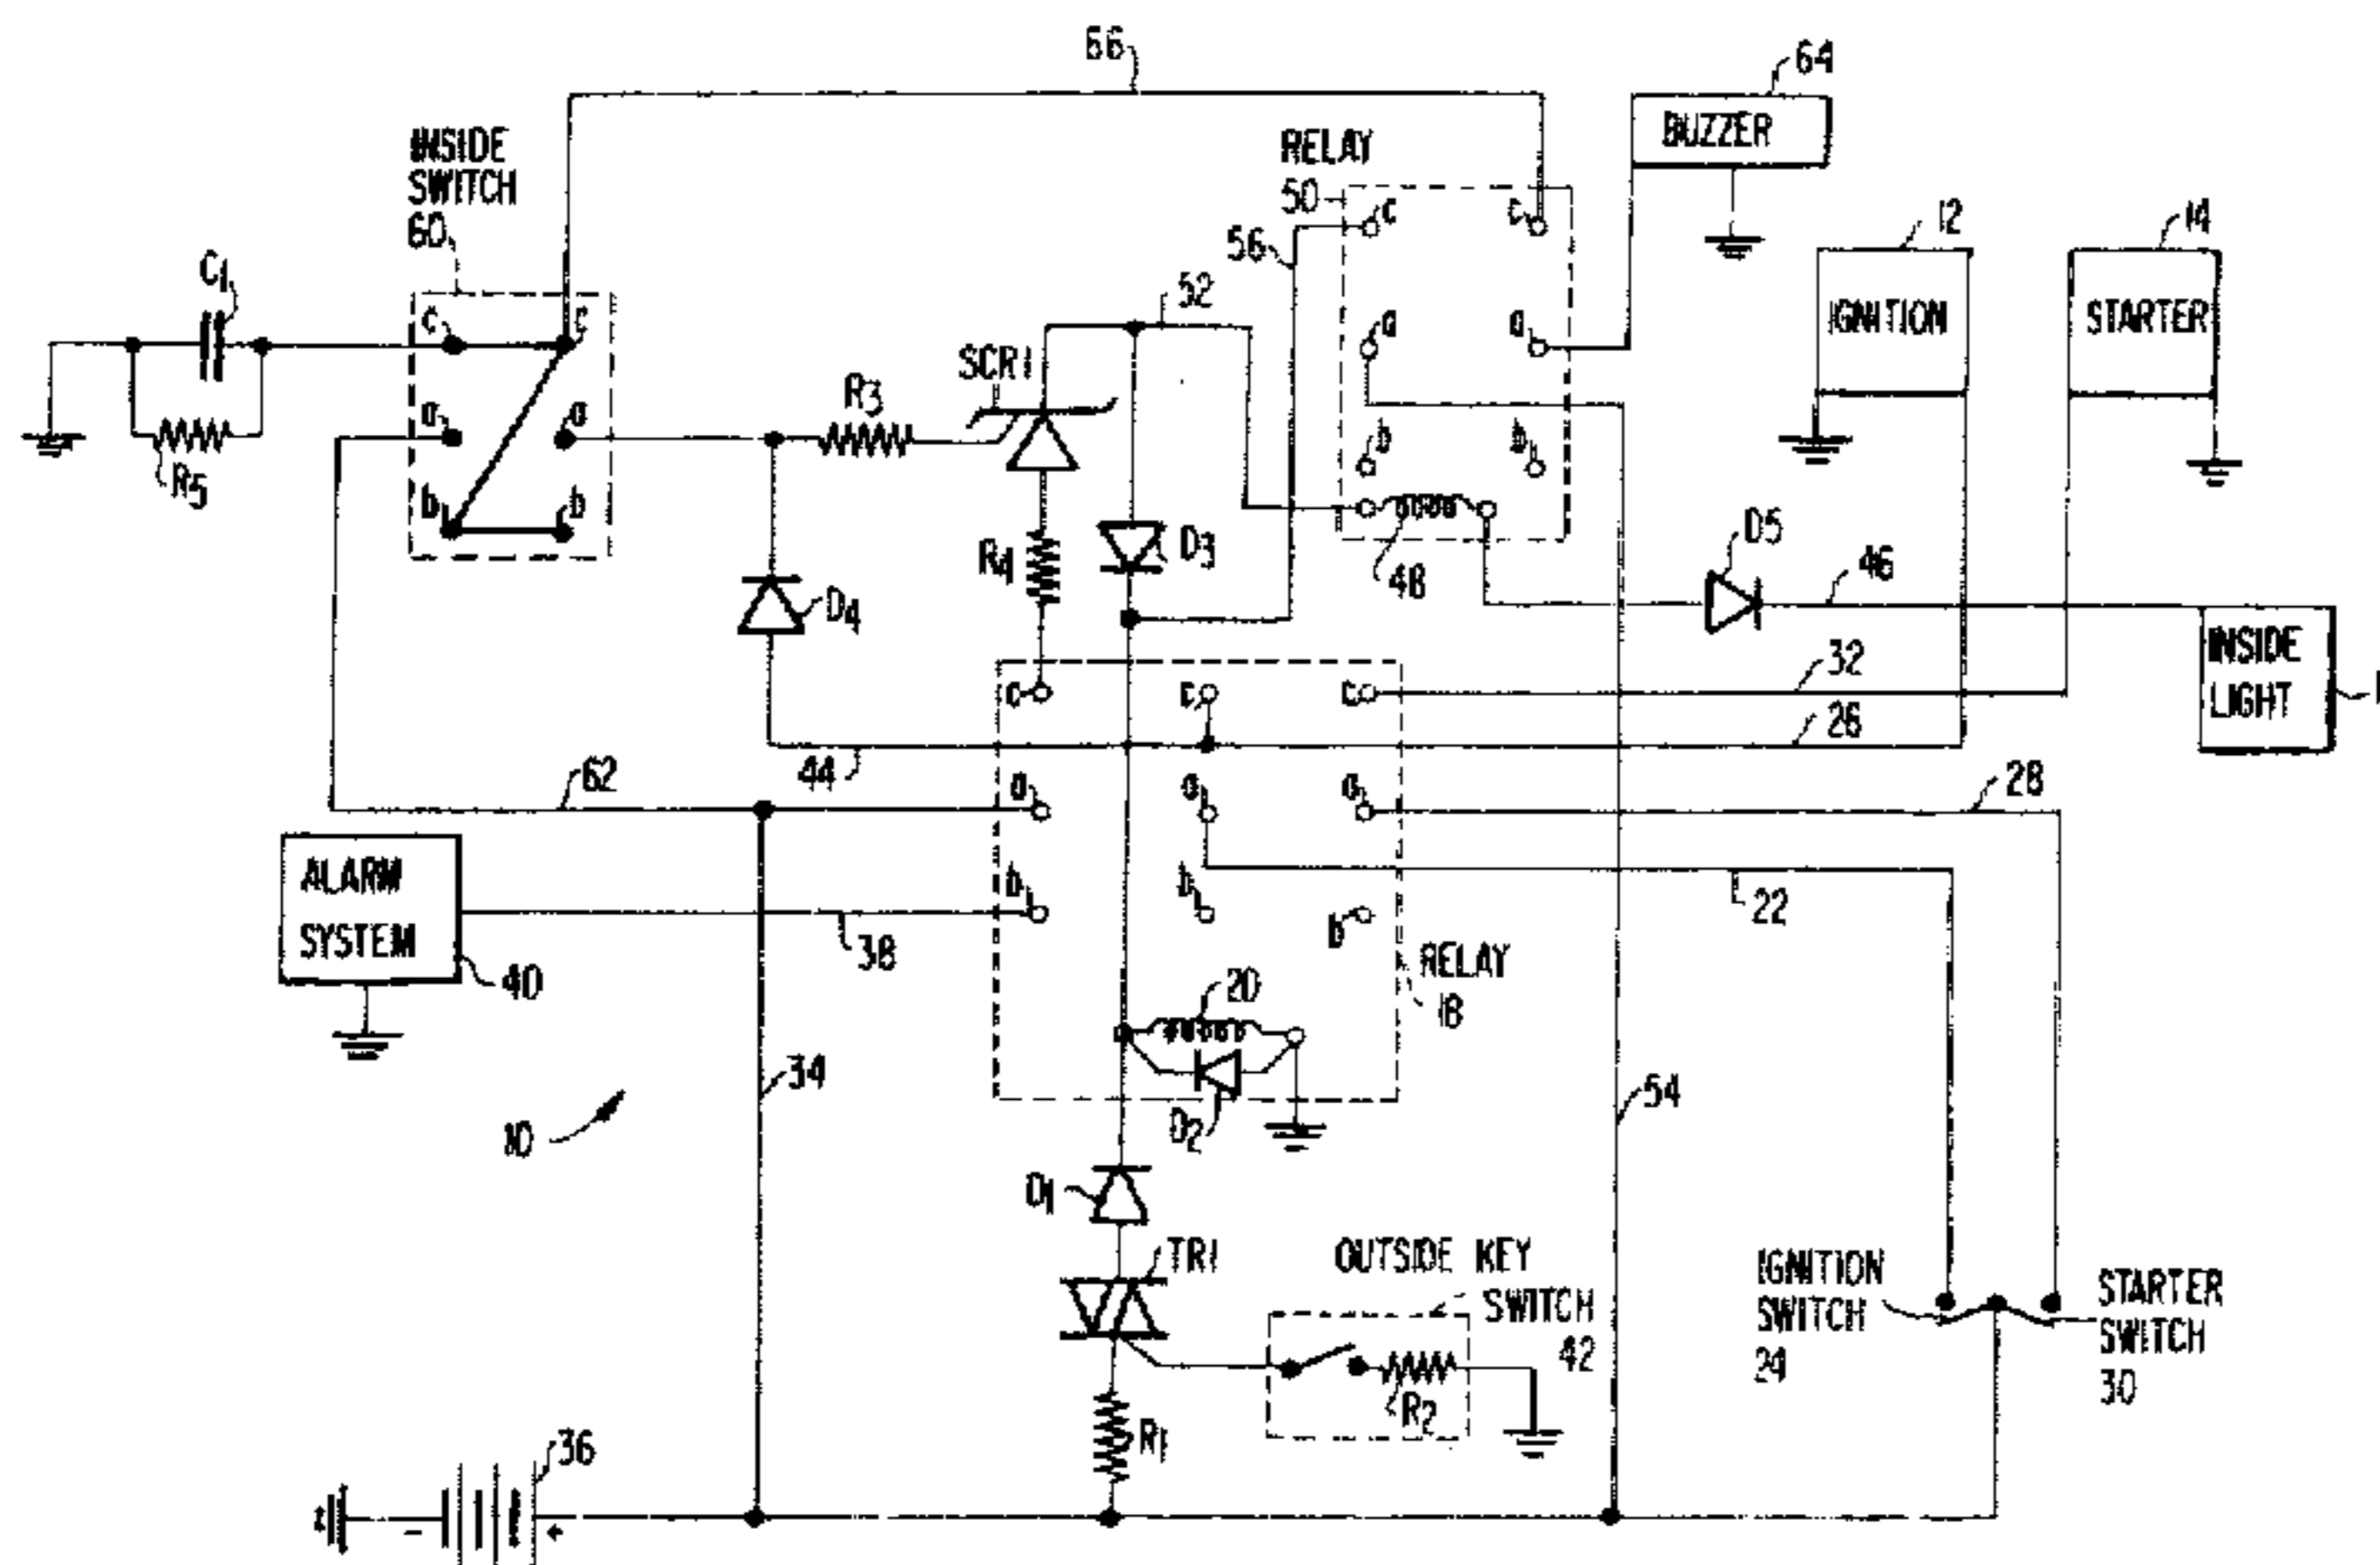 66
64
BUZZER
INSIDE
SWITCH
60
RELAY
50
c
c
12
14
C1
56
52
IGNITION
STARTER
c
c
SCR1
a
a
R3
a
a
b
b
R5
b
b
R4
D3
48
D5
46
D4
INSIDE
LIGHT
c
c
c
32
26
44
62
a
a
a
28
ALARM
SYSTEM
40
b
b
b
22
38
RELAY
18
20
34
54
10
D2
D1
TR1
OUTSIDE KEY
SWITCH
42
IGNITION
SWITCH
24
STARTER
SWITCH
30
R2
R1
36
-
+